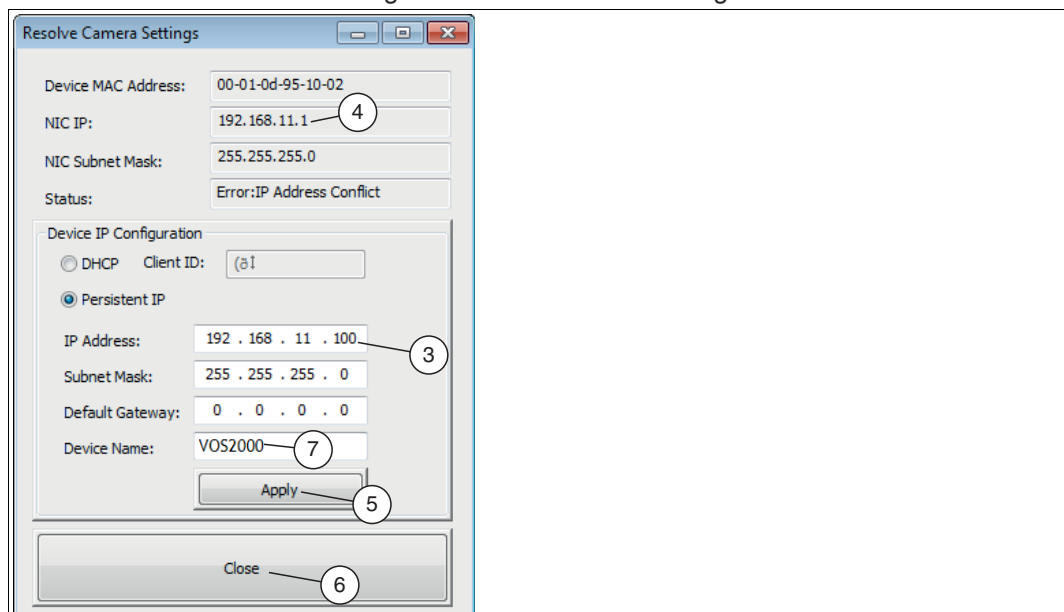 Resolve Camera Settings
Device MAC Address: 00-01-0d-95-10-02
4
NIC IP: 192.168.11.1
NIC Subnet Mask: 255.255.255.0
Status: Error:IP Address Conflict
Device IP Configuration
DHCP Client ID: (ðI
Persistent IP
IP Address: 192 . 168 . 11 . 100
3
Subnet Mask: 255 . 255 . 255 . 0
Default Gateway: 0 . 0 . 0 . 0
Device Name: VOS2000 7
Apply 5
Close 6